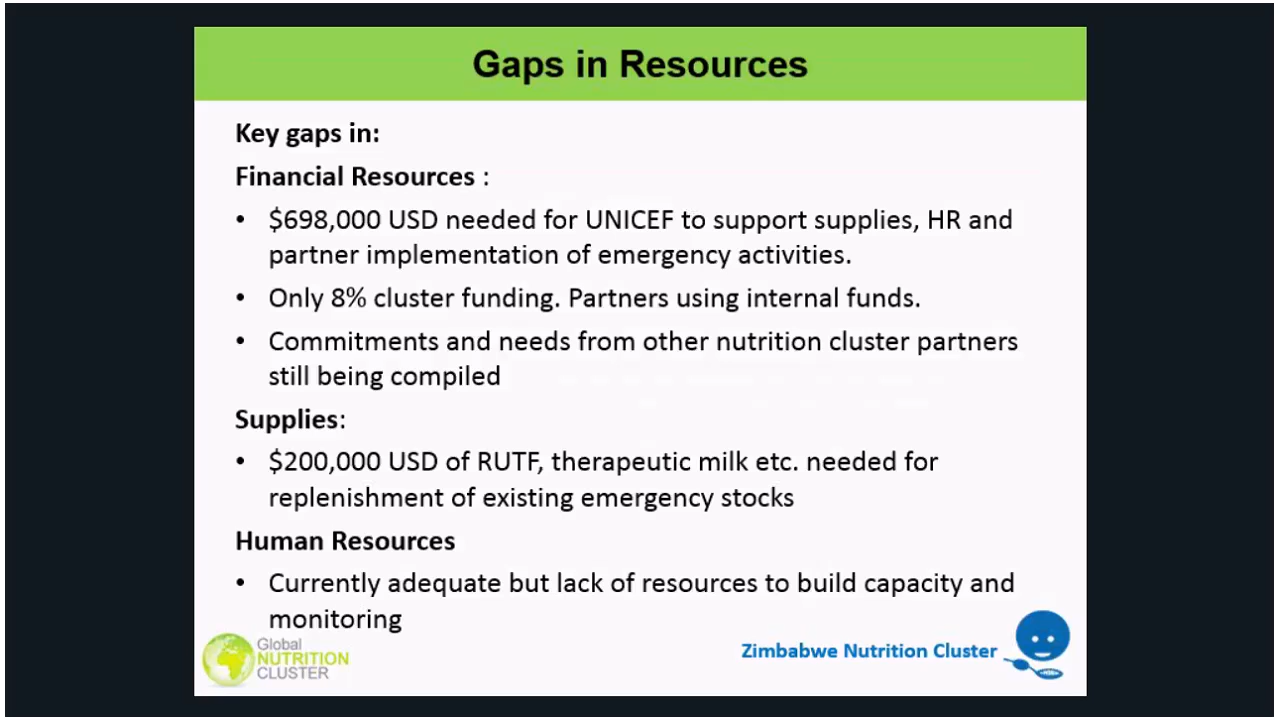 Gaps in Resources
Key gaps in:
Financial Resources :
• $698,000 USD needed for UNICEF to support supplies, HR and
partner implementation of emergency activities.
• Only 8% cluster funding. Partners using internal funds.
• Commitments and needs from other nutrition cluster partners
still being compiled
Supplies:
• $200,000 USD of RUTF, therapeutic milk etc. needed for
replenishment of existing emergency stocks
Human Resources
• Currently adequate but lack of resources to build capacity and
monitoring
Global
NUTRITION
CLUSTER
Zimbabwe Nutrition Cluster